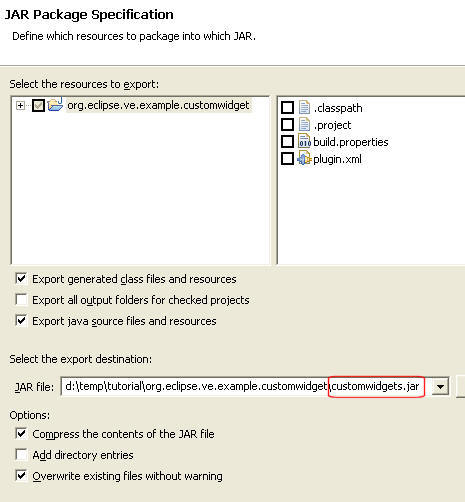 JAR Package Specification
Define which resources to package into which JAR.
Select the resources to export:
org.eclipse.ve.example.customwidget
.classpath
.project
build.properties
plugin.xml
Export generated class files and resources
Export all output folders for checked projects
Export java source files and resources
Select the export destination:
JAR file: d:\temp\tutorial\org.eclipse.ve.example.customwidget\customwidgets.jar
Options:
Compress the contents of the JAR file
Add directory entries
Overwrite existing files without warning